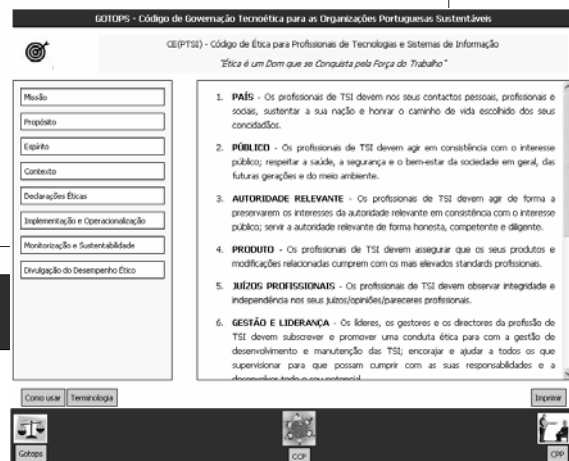 GOTOPS - Código de Governação Tecnoética para as Organizações Portuguesas Sustentáveis
CE(PTSI) - Código de Ética para Profissionais de Tecnologias e Sistemas de Informação
"Ética é um Dom que se Conquista pela Força do Trabalho"
Missão
Propósito
Espírito
Contexto
Declarações Éticas
Implementação e Operacionalização
Monitorização e Sustentabilidade
Divulgação do Desempenho Ético
1. PAÍS - Os profissionais de TSI devem nos seus contactos pessoais, profissionais e
sociais, sustentar a sua nação e honrar o caminho de vida escolhido dos seus
concidadãos.
2. PÚBLICO - Os profissionais de TSI devem agir em consistência com o interesse
público; respeitar a saúde, a segurança e o bem-estar da sociedade em geral, das
futuras gerações e do meio ambiente.
3. AUTORIDADE RELEVANTE - Os profissionais de TSI devem agir de forma a
preservarem os interesses da autoridade relevante em consistência com o interesse
público; servir a autoridade relevante de forma honesta, competente e diligente.
4. PRODUTO - Os profissionais de TSI devem assegurar que os seus produtos e
modificações relacionadas cumprem com os mais elevados standards profissionais.
5. JUÍZOS PROFISSIONAIS - Os profissionais de TSI devem observar integridade e
independência nos seus juízos/opiniões/pareceres profissionais.
6. GESTÃO E LIDERANÇA - Os líderes, os gestores e os directores da profissão de
TSI devem subscrever e promover uma conduta ética para com a gestão de
desenvolvimento e manutenção das TSI; encorajar e ajudar a todos os que
supervisionar para que possam cumprir com as suas responsabilidades e a
desenvolver todo o seu potencial
Como usar
Terminologia
Imprimir
Gotops
CCP
CPP